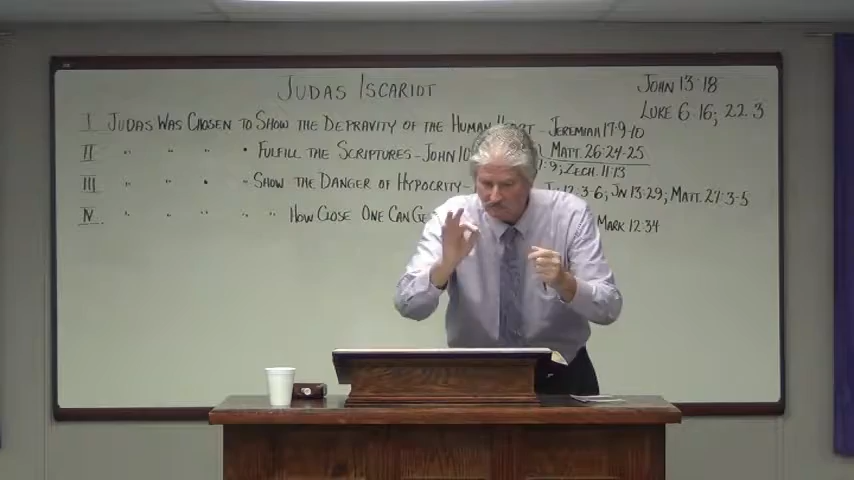 JUDAS ISCARIOT
JOHN 13:18
LUKE 6:16; 22:3
I JUDAS WAS CHOSEN TO SHOW THE DEPRAVITY OF THE HUMAN HEART - JEREMIAH 17:9-10
II " " " " FULFILL THE SCRIPTURES - JOHN MATT. 26:24-25
ZECH. 11:13
III " " " " SHOW THE DANGER OF HYPOCRITY - 12:3-6; JN 13:29; MATT. 27:3-5
IV " " " " " HOW CLOSE ONE CAN MARK 12:34